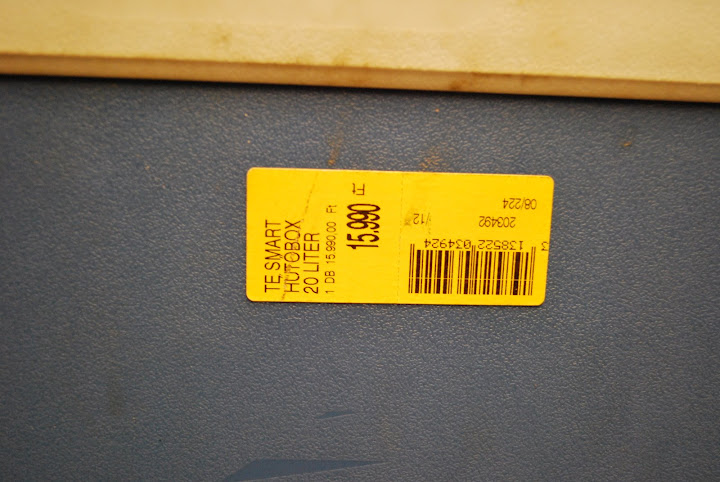 TE SMART
HŰTŐBOX
20 LITER
1 DB 15.990.00 Ft
15.990 Ft
/12
203492
08/224
3 138522 034924